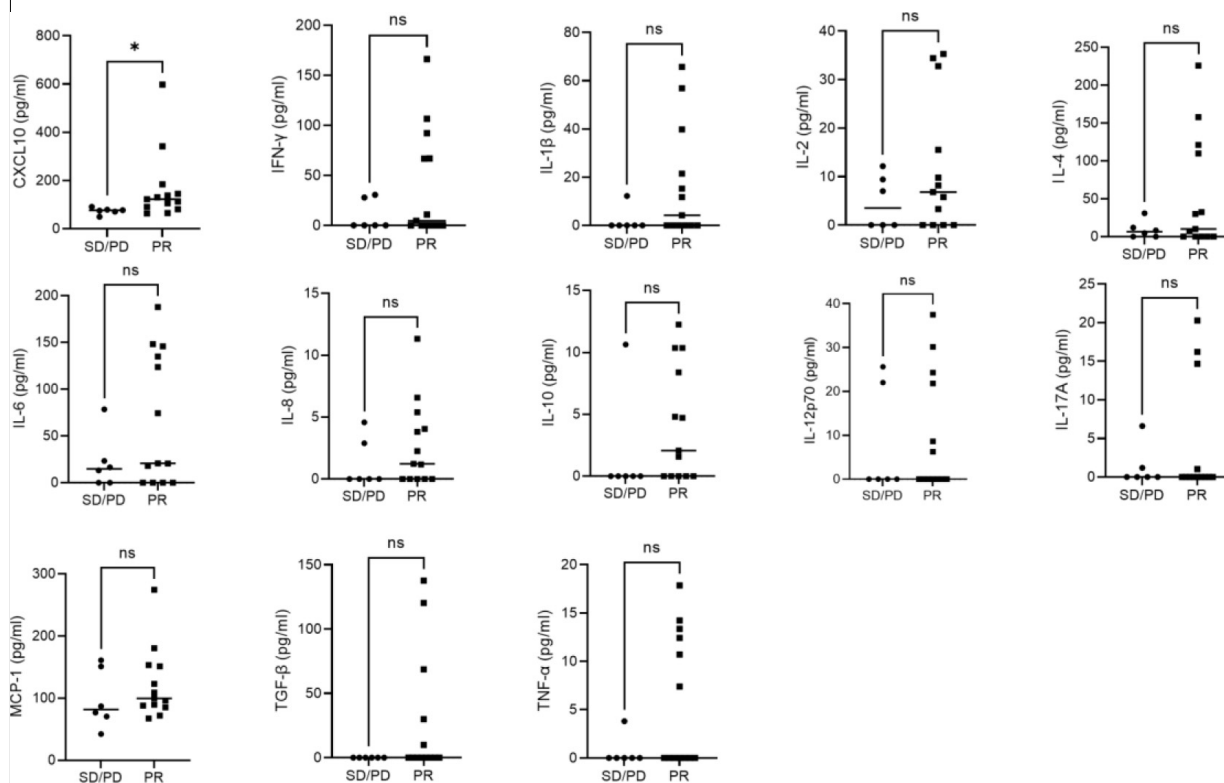 CXCL10 (pg/ml)
800
600
400
200
0
*
SD/PD PR
IFN-γ (pg/ml)
200
150
100
50
0
ns
SD/PD PR
IL-1β (pg/ml)
80
60
40
20
0
ns
SD/PD PR
IL-2 (pg/ml)
40
30
20
10
0
ns
SD/PD PR
IL-4 (pg/ml)
250
200
150
100
50
0
ns
SD/PD PR
IL-6 (pg/ml)
200
150
100
50
0
ns
SD/PD PR
IL-8 (pg/ml)
15
10
5
0
ns
SD/PD PR
IL-10 (pg/ml)
15
10
5
0
ns
SD/PD PR
IL-12p70 (pg/ml)
40
30
20
10
0
ns
SD/PD PR
IL-17A (pg/ml)
25
20
15
10
5
0
ns
SD/PD PR
MCP-1 (pg/ml)
300
200
100
0
ns
SD/PD PR
TGF-β (pg/ml)
150
100
50
0
ns
SD/PD PR
TNF-α (pg/ml)
20
15
10
5
0
ns
SD/PD PR